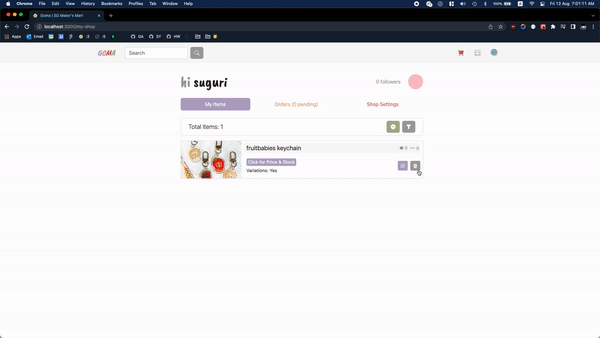 Chrome File Edit View History Bookmarks Profiles Tab Window Help
100%
Fri 12 Aug 7:01:11 AM
Goma | SG Maker's Mart
localhost:3000/my-shop
Apps Email GA SY HW
GOMA Search
hi suguri
0 followers
My Items Orders (0 pending) Shop Settings
Total Items: 1
fruitbabies keychain
0 0
Click for Price & Stock
Variations: Yes